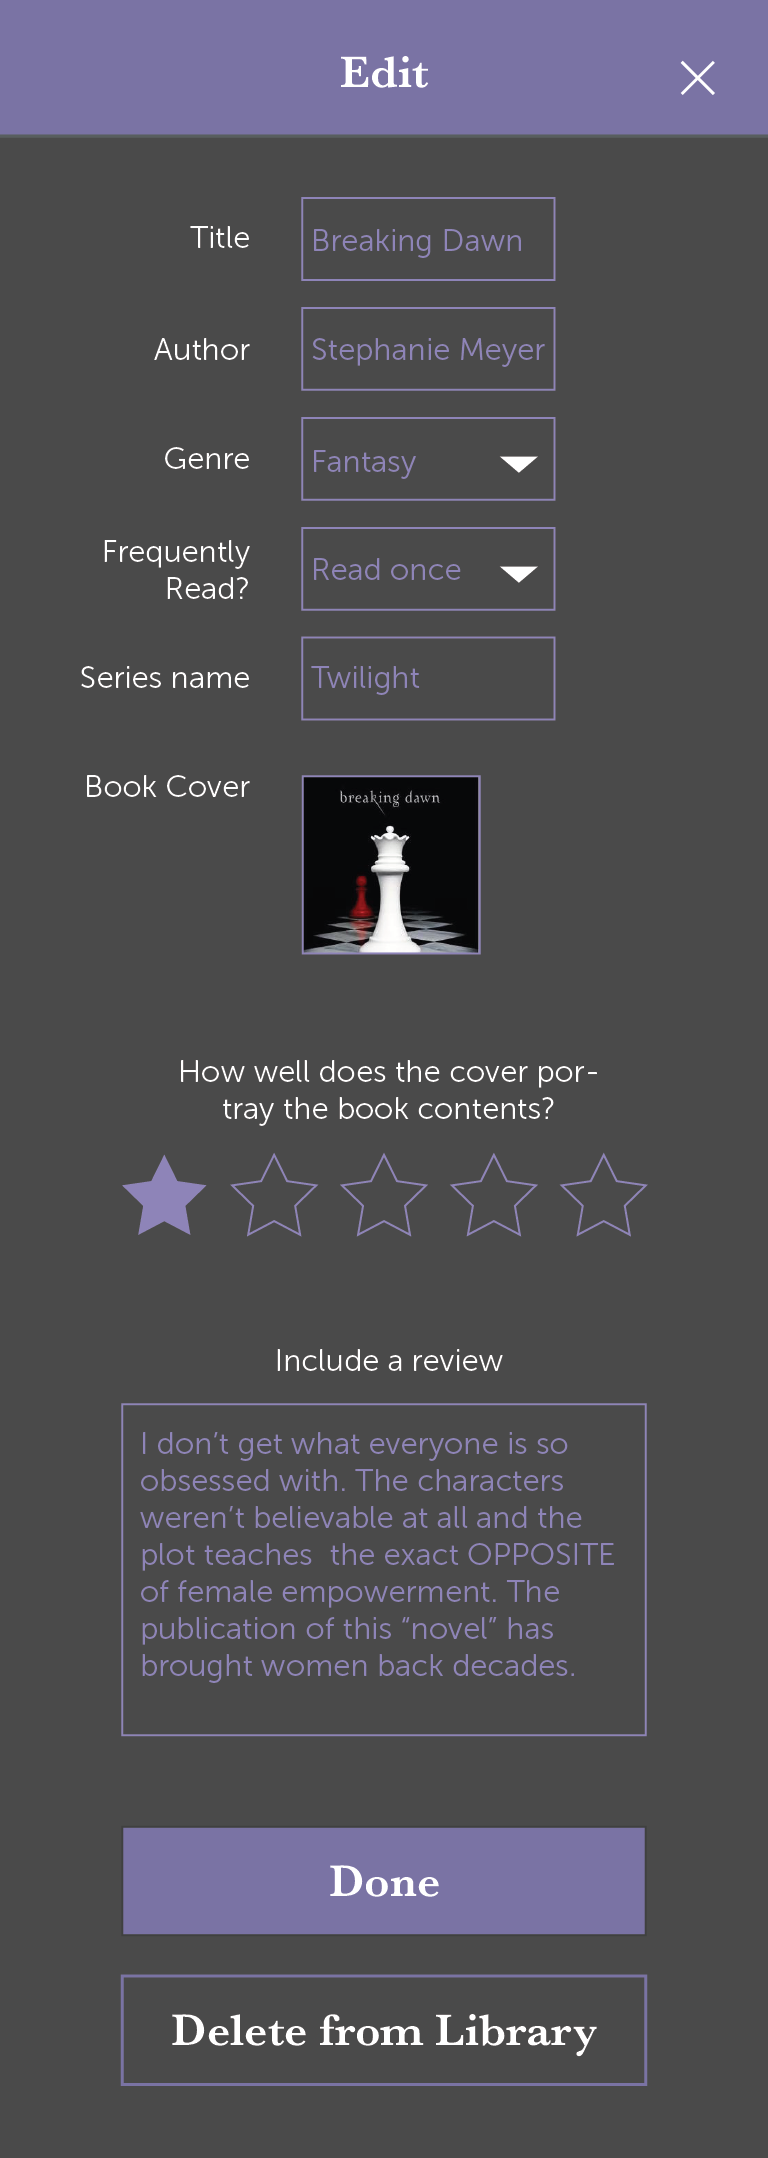 Edit
Title
Breaking Dawn
Author
Stephanie Meyer
Genre
Fantasy
Frequently
Read?
Read once
Series name
Twilight
Book Cover
breaking dawn
How well does the cover por-
tray the book contents?
Include a review
I don’t get what everyone is so
obsessed with. The characters
weren’t believable at all and the
plot teaches  the exact OPPOSITE
of female empowerment. The
publication of this “novel” has
brought women back decades.
Done
Delete from Library